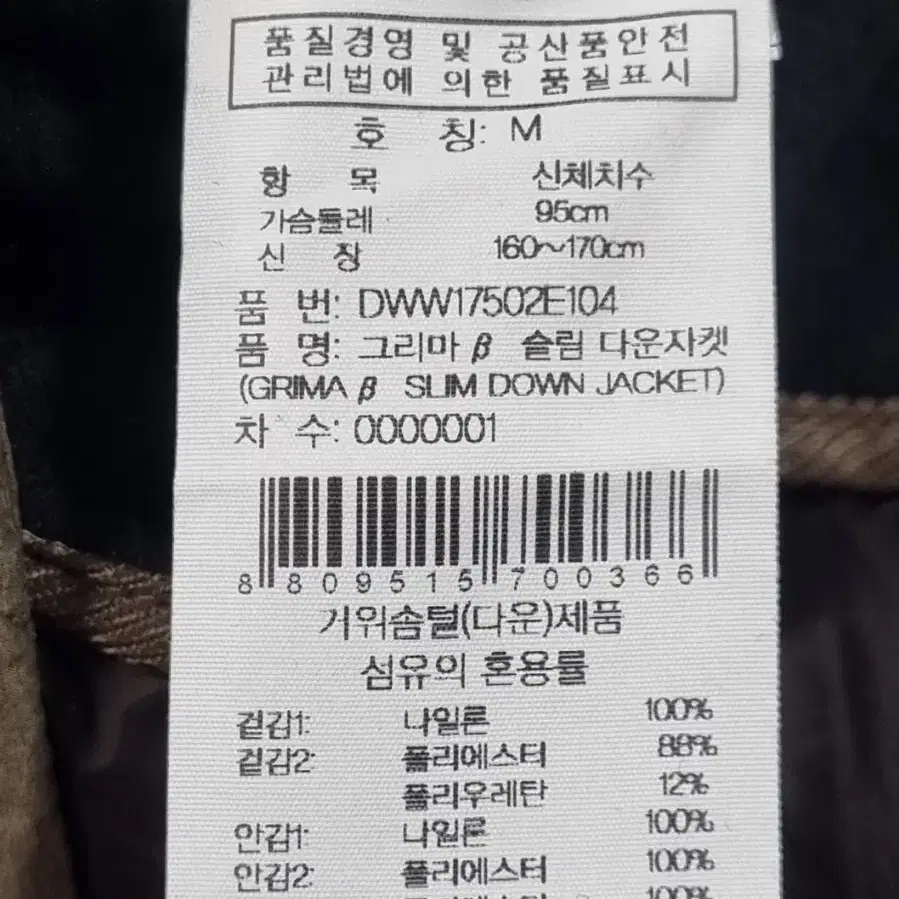 품질경영 및 공산품안전
관리법에 의한 품질표시
호 칭: M
항 목 신체치수
가슴둘레 95cm
신 장 160~170cm
품 번: DWW17502E104
품 명: 그리마 β 슬림 다운자켓
(GRIMA β SLIM DOWN JACKET)
차 수: 0000001
8 809515 700366
거위솜털(다운)제품
섬유의 혼용률
겉감1: 나일론 100%
겉감2: 폴리에스터 88%
폴리우레탄 12%
안감1: 나일론 100%
안감2: 폴리에스터 100%
100%